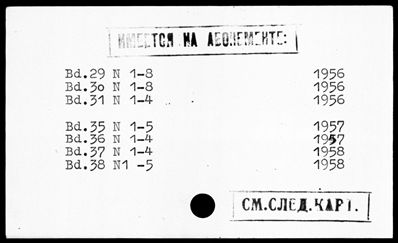 ИМЕЕТСЯ НА АБОНЕМЕНТЕ:
Bd.29 N 1-8 1956
Bd.3o N 1-8 1956
Bd.31 N 1-4 1956
Bd.35 N 1-5 1957
Bd.36 N 1-4 1957
Bd.37 N 1-4 1958
Bd.38 N1 -5 1958
СМ.СЛЕД.КАРТ.